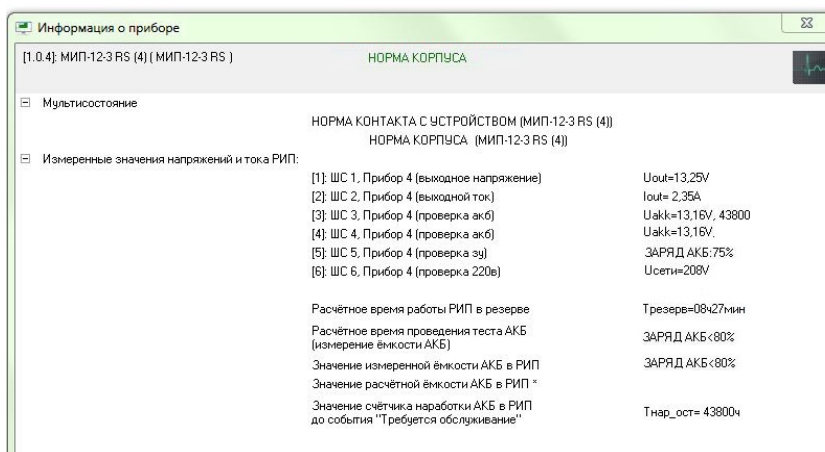 Информация о приборе
[1.0.4]: МИП-12-3 RS (4) ( МИП-12-3 RS ) НОРМА КОРПУСА
Мультисостояние
НОРМА КОНТАКТА С УСТРОЙСТВОМ (МИП-12-3 RS (4))
НОРМА КОРПУСА (МИП-12-3 RS (4))
Измеренные значения напряжений и тока РИП:
[1]: ШС 1, Прибор 4 (выходное напряжение) Uout=13,25V
[2]: ШС 2, Прибор 4 (выходной ток) Iout= 2,35A
[3]: ШС 3, Прибор 4 (проверка акб) Uakk=13,16V, 43800
[4]: ШС 4, Прибор 4 (проверка акб) Uakk=13,16V,
[5]: ШС 5, Прибор 4 (проверка зу) ЗАРЯД АКБ:75%
[6]: ШС 6, Прибор 4 (проверка 220в) Uсети=208V
Расчётное время работы РИП в резерве Трезерв=08ч27мин
Расчётное время проведения теста АКБ
(измерение ёмкости АКБ) ЗАРЯД АКБ<80%
Значение измеренной ёмкости АКБ в РИП ЗАРЯД АКБ<80%
Значение расчётной ёмкости АКБ в РИП *
Значение счётчика наработки АКБ в РИП
до события "Требуется обслуживание" Тнар_ост= 43800ч